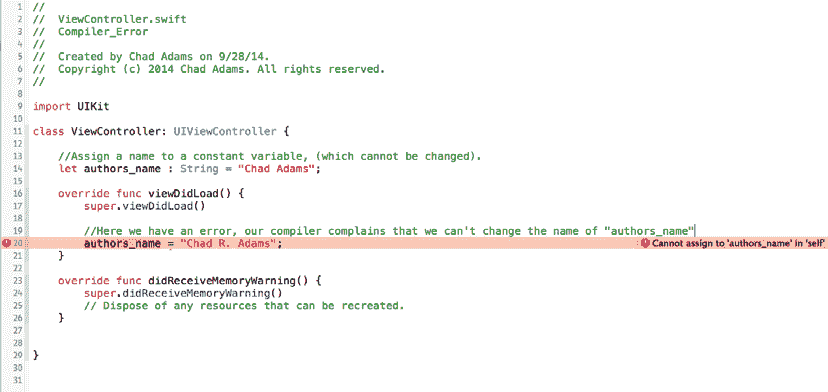 1 //
2 // ViewController.swift
3 // Compiler_Error
4 //
5 // Created by Chad Adams on 9/28/14.
6 // Copyright (c) 2014 Chad Adams. All rights reserved.
7 //
8
9 import UIKit
10
11 class ViewController: UIViewController {
12
13 //Assign a name to a constant variable, (which cannot be changed).
14 let authors_name : String = "Chad Adams";
15
16 override func viewDidLoad() {
17 super.viewDidLoad()
18
19 //Here we have an error, our compiler complains that we can't change the name of "authors_name"
20 authors_name = "Chad R. Adams"; Cannot assign to 'authors_name' in 'self'
21 }
22
23 override func didReceiveMemoryWarning() {
24 super.didReceiveMemoryWarning()
25 // Dispose of any resources that can be recreated.
26 }
27
28
29 }
30
31